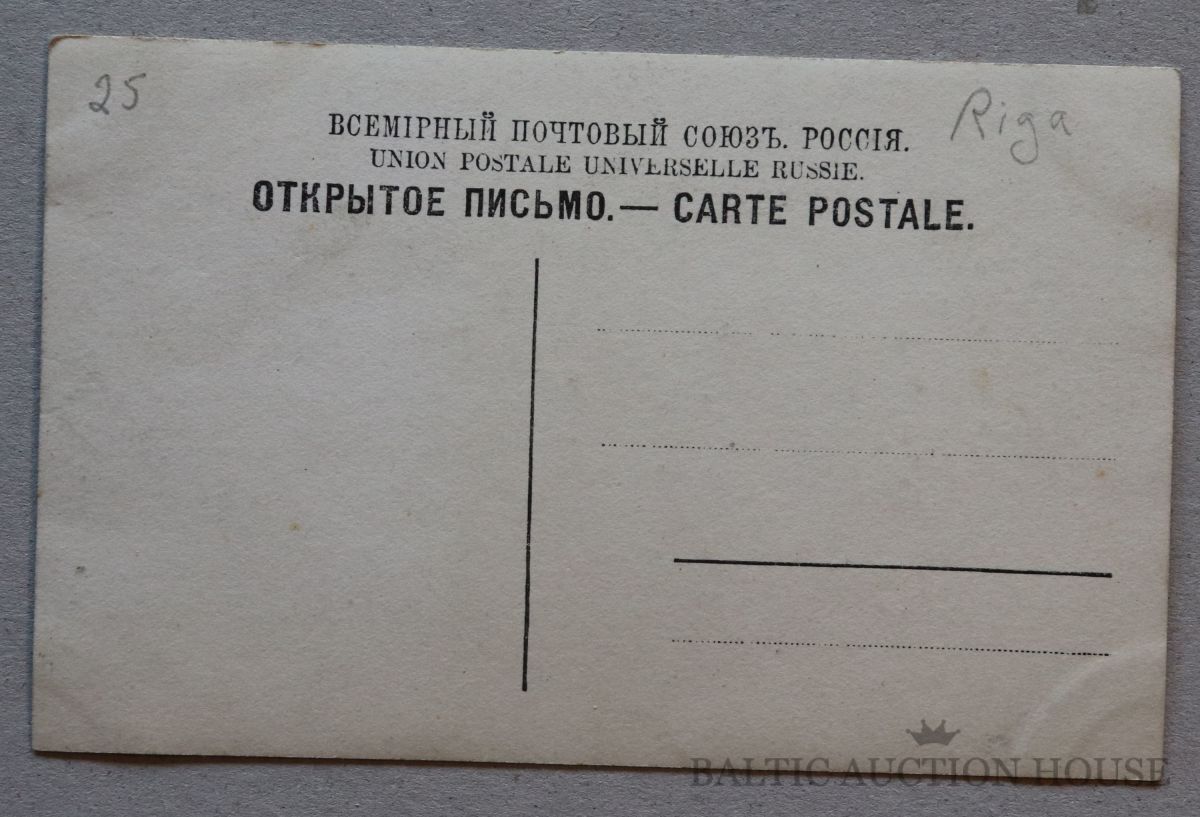 25
Riga
ВСЕМІРНЫЙ ПОЧТОВЫЙ СОЮЗЪ. РОССІЯ.
UNION POSTALE UNIVERSELLE RUSSIE.
ОТКРЫТОЕ ПИСЬМО.— CARTE POSTALE.
BALTIC AUCTION HOUSE